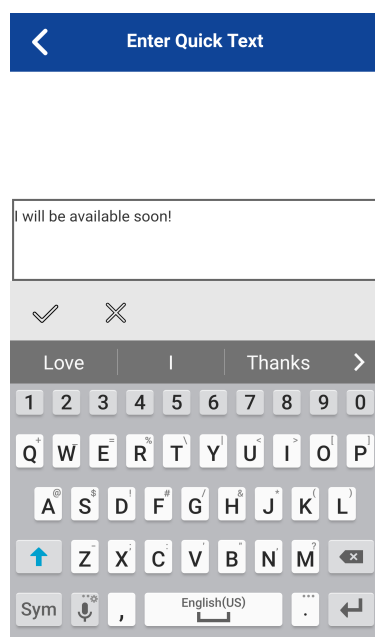 Enter Quick Text
I will be available soon!
Love I Thanks
1 2 3 4 5 6 7 8 9 0
Q + W _ E = R % T \ Y | U < I > O [ P ]
A @ S $ D ! F # G / H & J * K ( L )
Z - X ' C : V " B " N , M ?
Sym , English(US) .